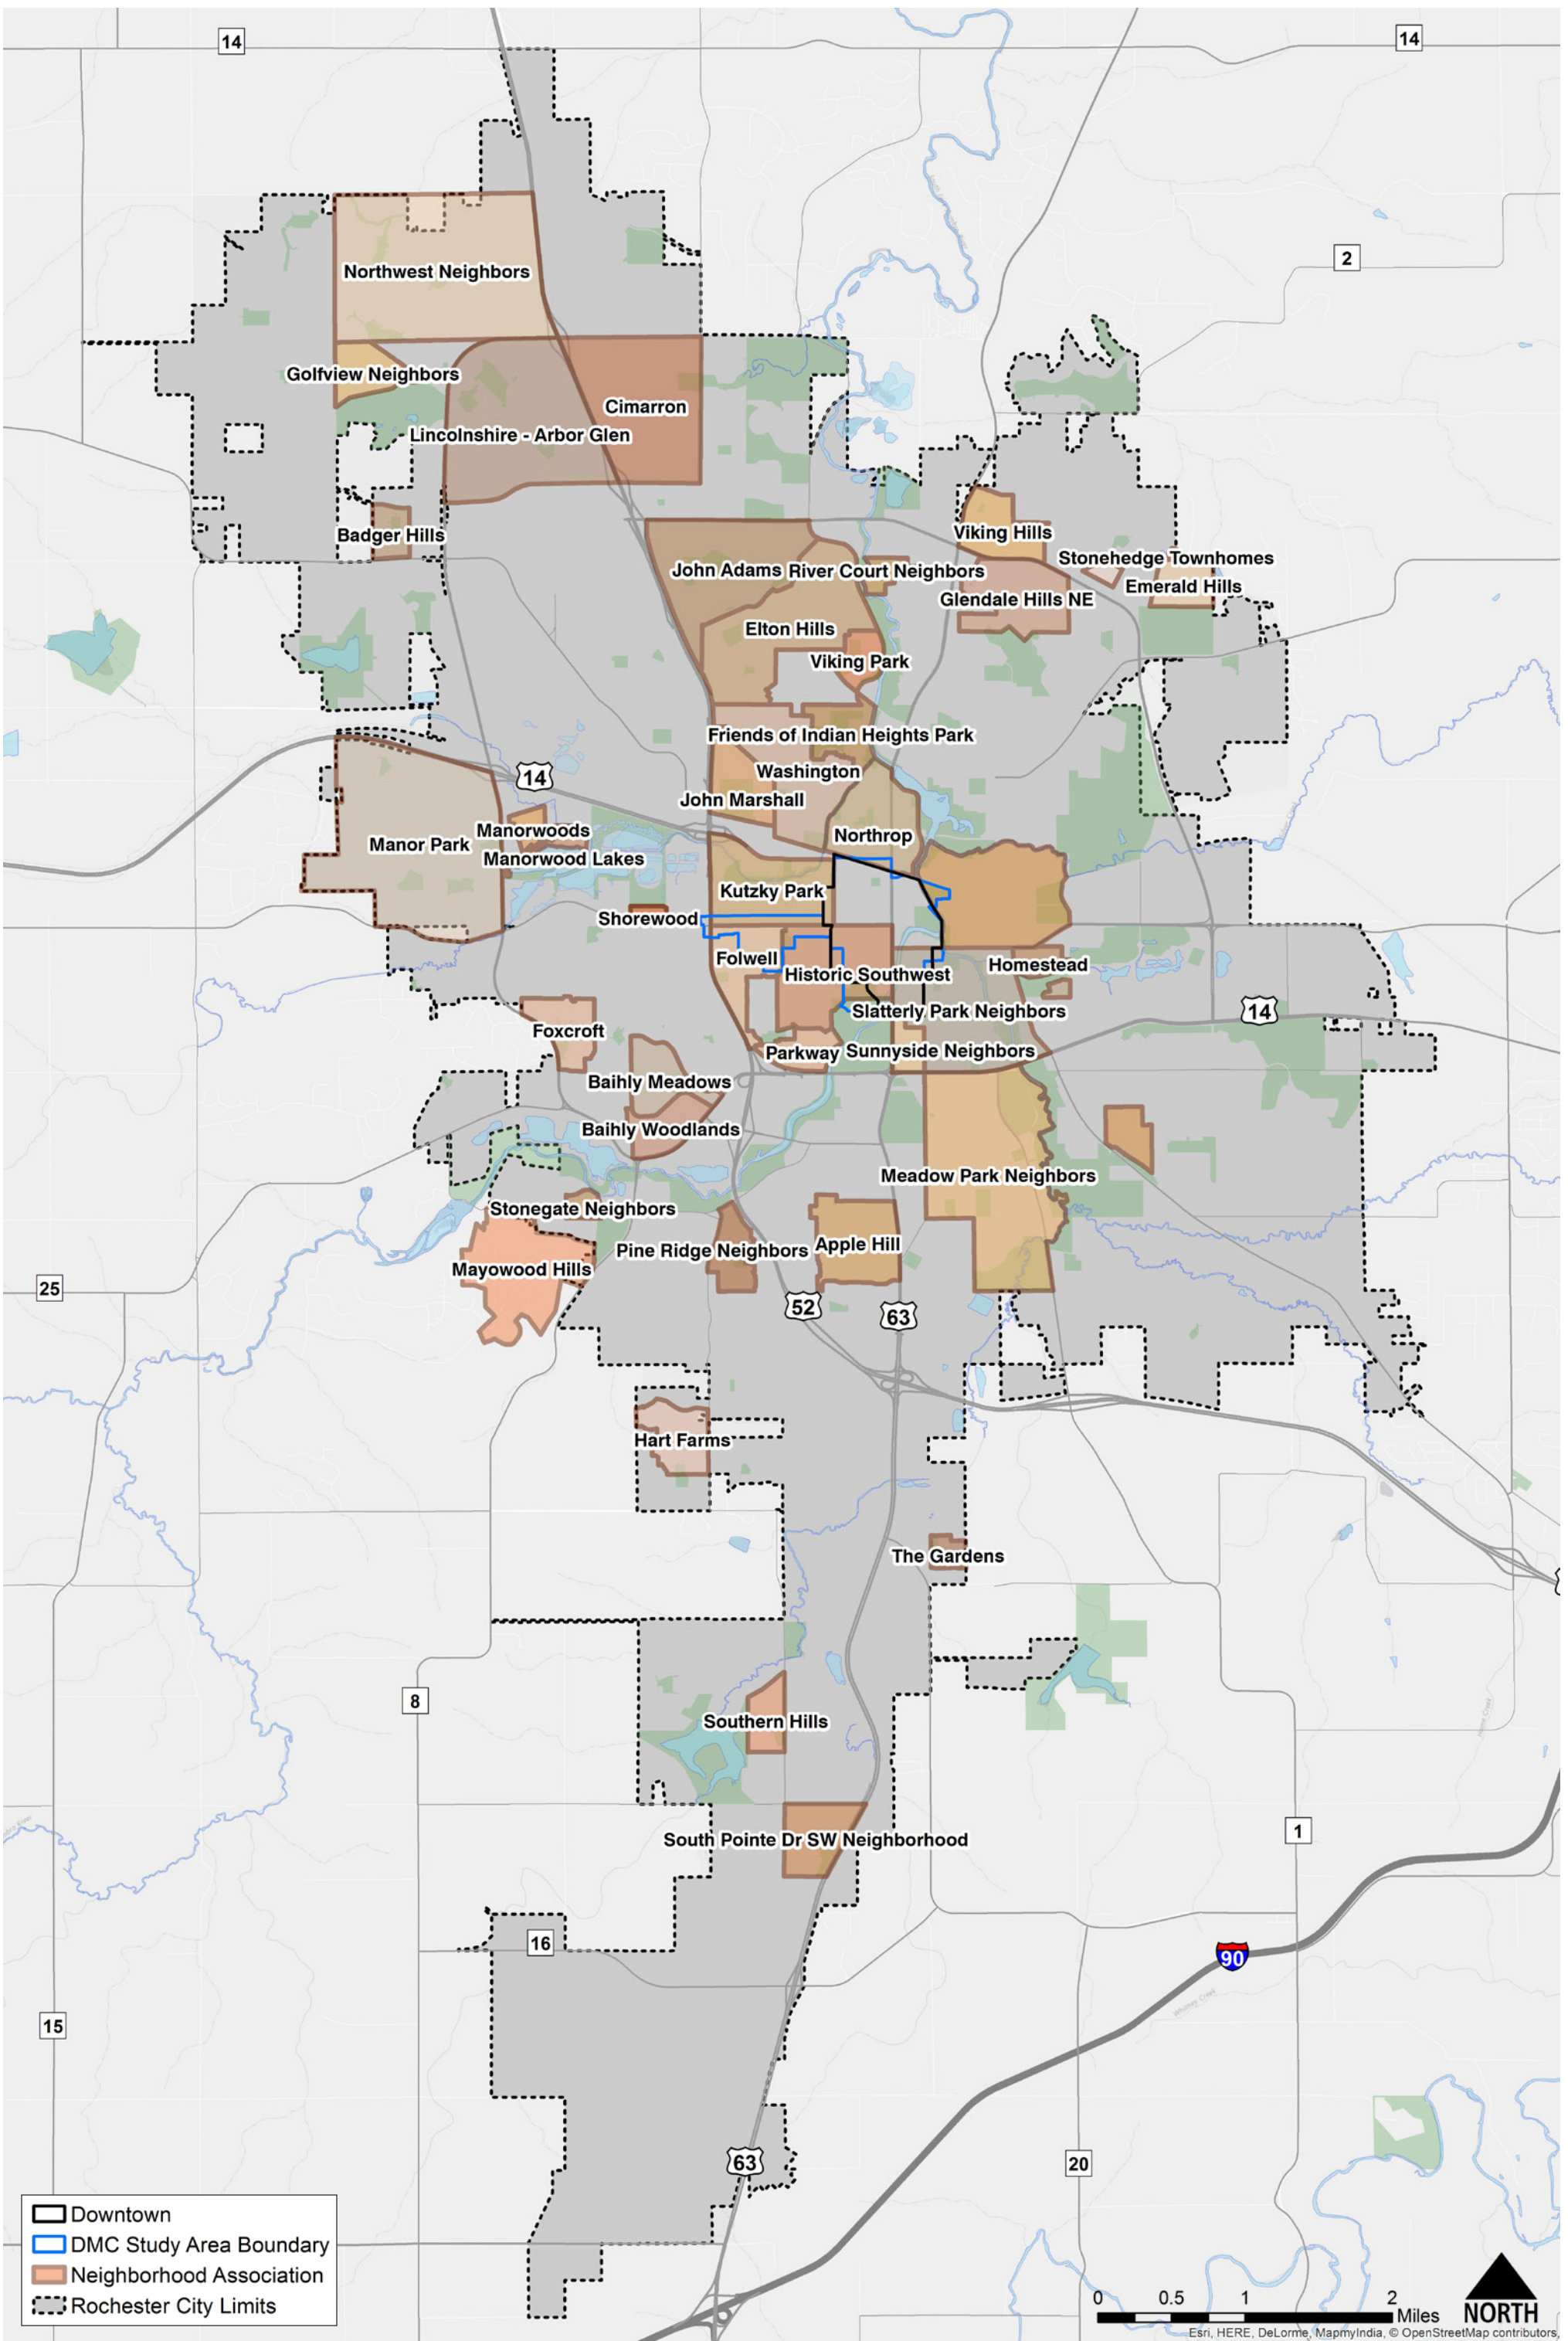 14
14
2
Northwest Neighbors
Golfview Neighbors
Cimarron
Lincolnshire - Arbor Glen
Badger Hills
Viking Hills
Stonehedge Townhomes
John Adams
River Court Neighbors
Emerald Hills
Glendale Hills NE
Elton Hills
Viking Park
Friends of Indian Heights Park
Washington
14
John Marshall
Manorwoods
Northrop
Manor Park
Manorwood Lakes
Kutzky Park
Shorewood
Folwell
Homestead
Historic Southwest
Slatterly Park Neighbors
14
Foxcroft
Parkway
Sunnyside Neighbors
Baihly Meadows
Baihly Woodlands
Meadow Park Neighbors
Stonegate Neighbors
Pine Ridge Neighbors
Apple Hill
Mayowood Hills
25
52
63
Hart Farms
The Gardens
8
Southern Hills
1
South Pointe Dr SW Neighborhood
16
90
Whitney Creek
15
63
20
Downtown
DMC Study Area Boundary
Neighborhood Association
Rochester City Limits
0 0.5 1 2
Miles
NORTH
Esri, HERE, DeLorme, MapmyIndia, © OpenStreetMap contributors